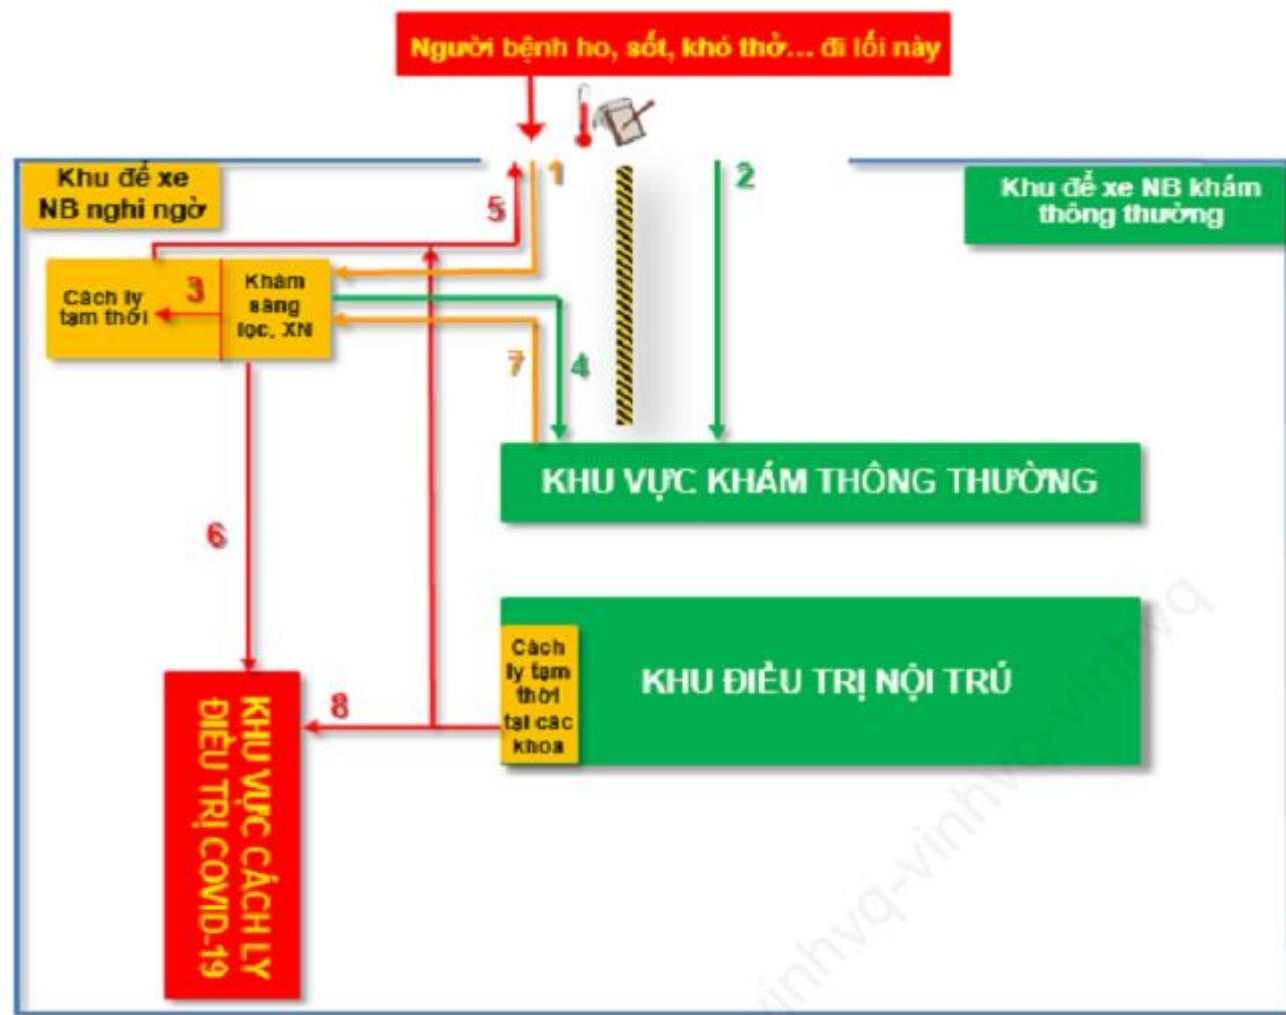 Người bệnh ho, sốt, khó thở... đi lối này
Khu để xe
NB nghi ngờ
1
2
Khu để xe NB khám
thông thường
5
Cách ly
tạm thời
3
Khám
sàng
lọc, XN
7
4
KHU VỰC KHÁM THÔNG THƯỜNG
6
Cách
ly tạm
thời
tại các
khoa
KHU ĐIỀU TRỊ NỘI TRÚ
8
KHU VỰC CÁCH LY
ĐIỀU TRỊ COVID-19
vinhvq-vinhvq-vinhvq